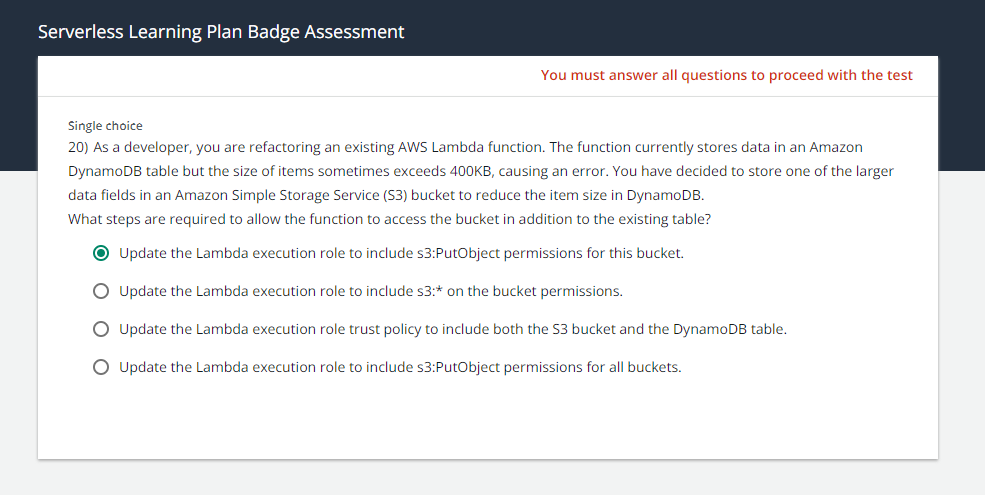 Serverless Learning Plan Badge Assessment
You must answer all questions to proceed with the test
Single choice
20) As a developer, you are refactoring an existing AWS Lambda function. The function currently stores data in an Amazon
DynamoDB table but the size of items sometimes exceeds 400KB, causing an error. You have decided to store one of the larger
data fields in an Amazon Simple Storage Service (S3) bucket to reduce the item size in DynamoDB.
What steps are required to allow the function to access the bucket in addition to the existing table?
Update the Lambda execution role to include s3:PutObject permissions for this bucket.
Update the Lambda execution role to include s3:* on the bucket permissions.
Update the Lambda execution role trust policy to include both the S3 bucket and the DynamoDB table.
Update the Lambda execution role to include s3:PutObject permissions for all buckets.